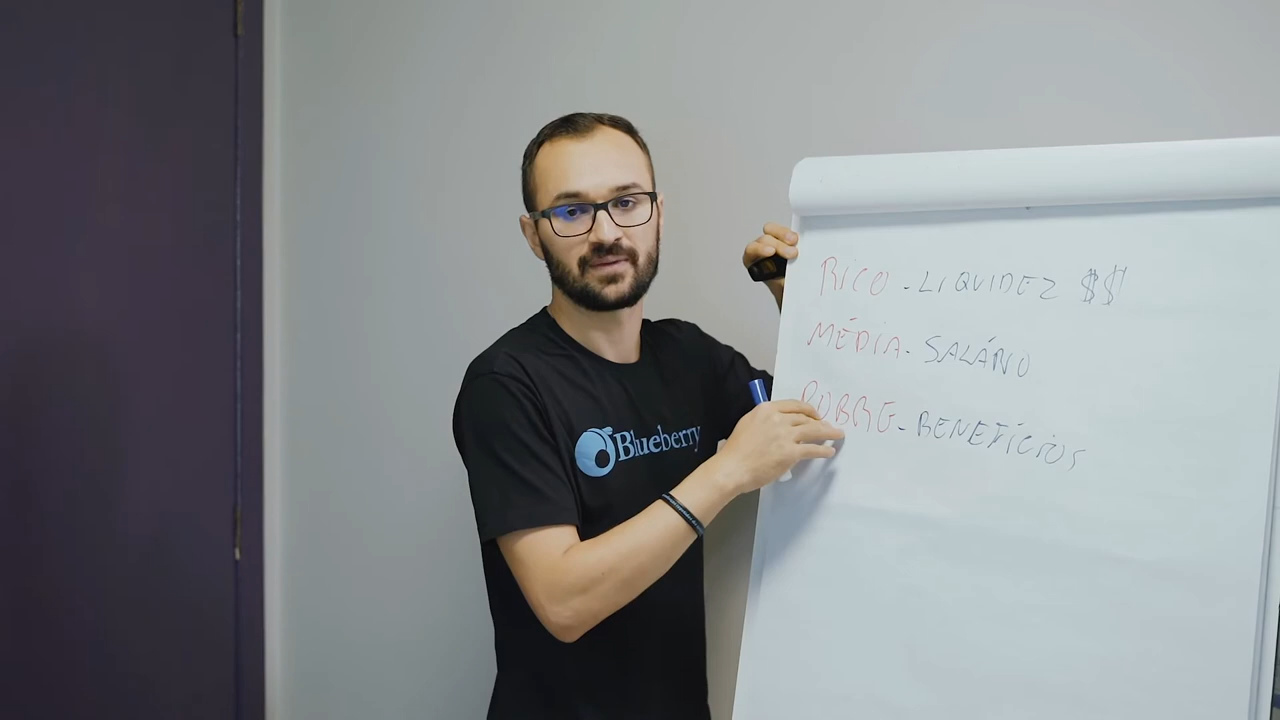 Blueberry
RICO - LIQUIDEZ $$
MÉDIA - SALÁRIO
POBRE - BENEFÍCIOS